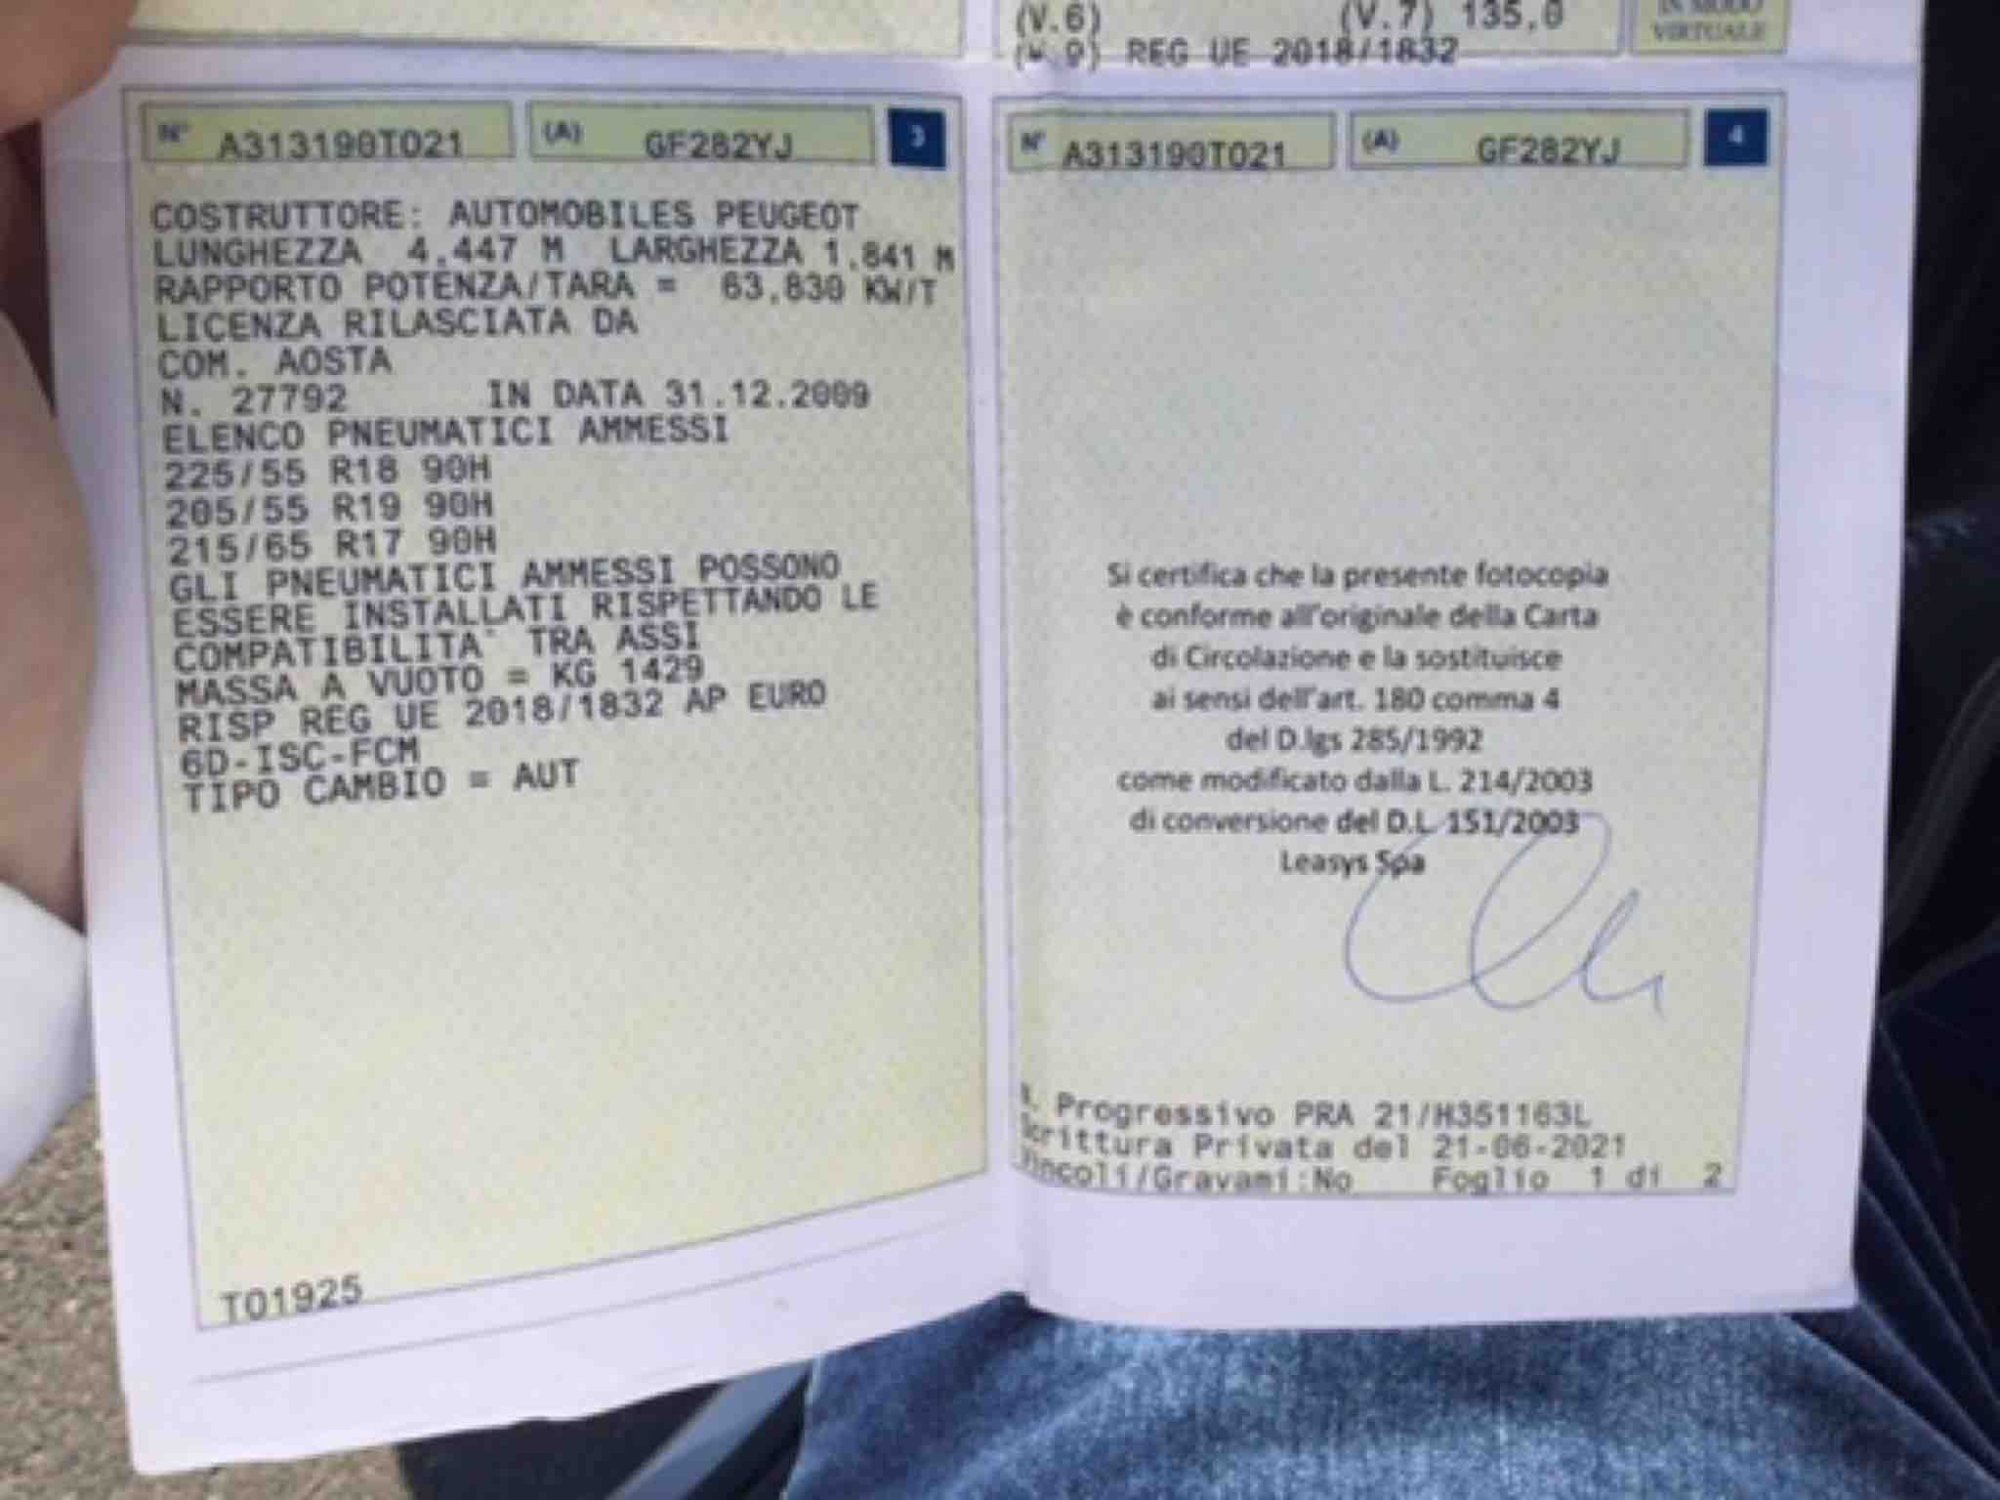 (V.6) (V.7) 135,0
(V.9) REG UE 2018/1832
IN MODO
VIRTUALE
N° A313190TO21 (A) GF282YJ 3
COSTRUTTORE: AUTOMOBILES PEUGEOT
LUNGHEZZA 4.447 M LARGHEZZA 1.841 M
RAPPORTO POTENZA/TARA = 63,830 KW/T
LICENZA RILASCIATA DA
COM. AOSTA
N. 27792 IN DATA 31.12.2009
ELENCO PNEUMATICI AMMESSI
225/55 R18 90H
205/55 R19 90H
215/65 R17 90H
GLI PNEUMATICI AMMESSI POSSONO
ESSERE INSTALLATI RISPETTANDO LE
COMPATIBILITA` TRA ASSI
MASSA A VUOTO = KG 1429
RISP REG UE 2018/1832 AP EURO
6D-ISC-FCM
TIPO CAMBIO = AUT
TO1925
N° A313190TO21 (A) GF282YJ 4
Si certifica che la presente fotocopia
è conforme all'originale della Carta
di Circolazione e la sostituisce
ai sensi dell'art. 180 comma 4
del D.lgs 285/1992
come modificato dalla L. 214/2003
di conversione del D.L 151/2003
Leasys Spa
N. Progressivo PRA 21/H351163L
Scrittura Privata del 21-06-2021
Vincoli/Gravami:No Foglio 1 di 2